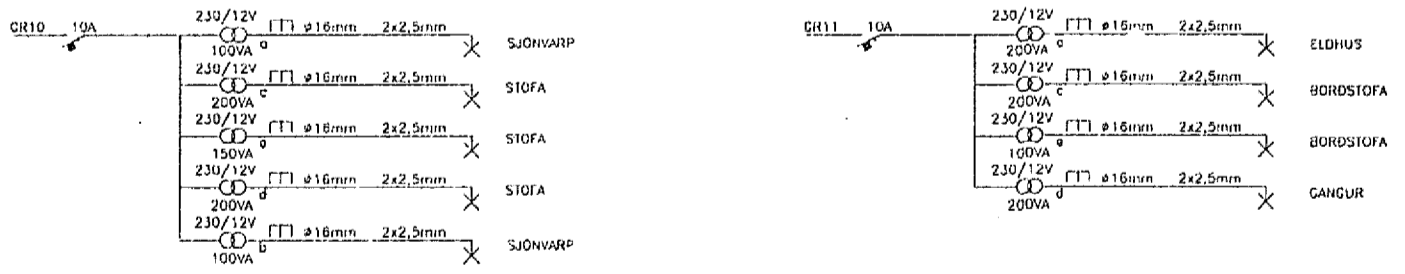 GR10 10A
230/12V ø16mm 2x2,5mm
100VA a SJÓNVARP
230/12V ø16mm 2x2,5mm
200VA c STOFA
230/12V ø16mm 2x2,5mm
150VA e STOFA
230/12V ø16mm 2x2,5mm
200VA d STOFA
230/12V ø16mm 2x2,5mm
100VA b SJÓNVARP
GR11 10A
230/12V ø16mm 2x2,5mm
200VA a ELDHUS
230/12V ø16mm 2x2,5mm
200VA c BORDSTOFA
230/12V ø16mm 2x2,5mm
100VA e BORDSTOFA
230/12V ø16mm 2x2,5mm
200VA d GANGUR